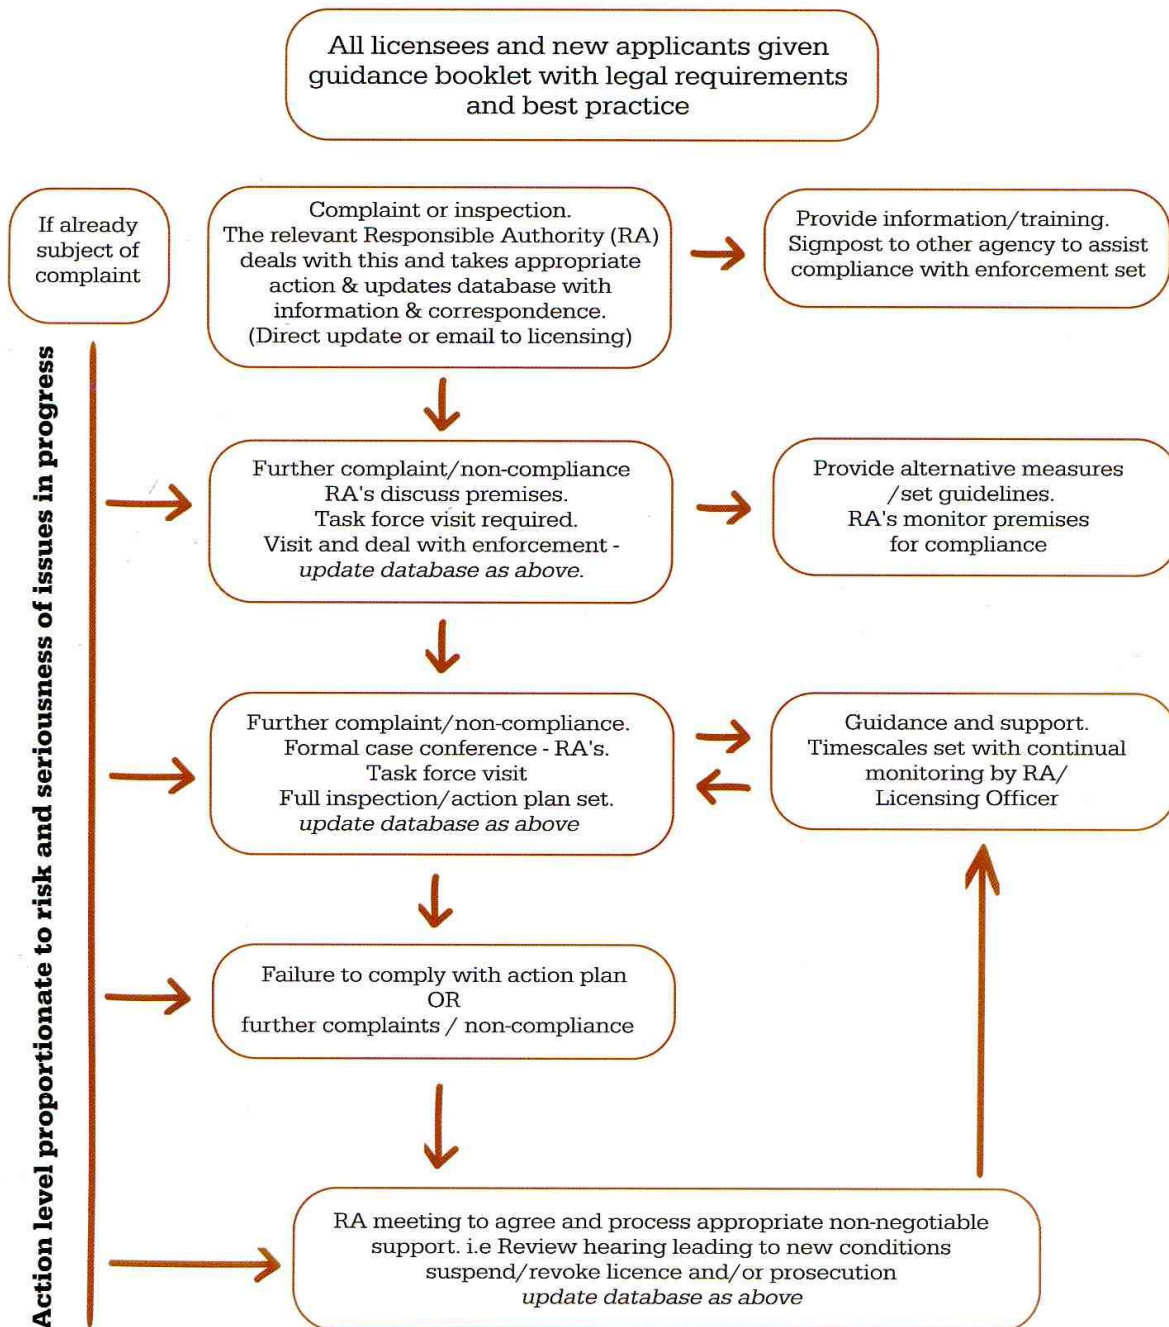 All licensees and new applicants given
guidance booklet with legal requirements
and best practice
If already
subject of
complaint
Complaint or inspection.
The relevant Responsible Authority (RA)
deals with this and takes appropriate
action & updates database with
information & correspondence.
(Direct update or email to licensing)
Provide information/training.
Signpost to other agency to assist
compliance with enforcement set
Action level proportionate to risk and seriousness of issues in progress
Further complaint/non-compliance
RA's discuss premises.
Task force visit required.
Visit and deal with enforcement -
update database as above.
Provide alternative measures
/set guidelines.
RA's monitor premises
for compliance
Further complaint/non-compliance.
Formal case conference - RA's.
Task force visit
Full inspection/action plan set.
update database as above
Guidance and support.
Timescales set with continual
monitoring by RA/
Licensing Officer
Failure to comply with action plan
OR
further complaints / non-compliance
RA meeting to agree and process appropriate non-negotiable
support. i.e Review hearing leading to new conditions
suspend/revoke licence and/or prosecution
update database as above